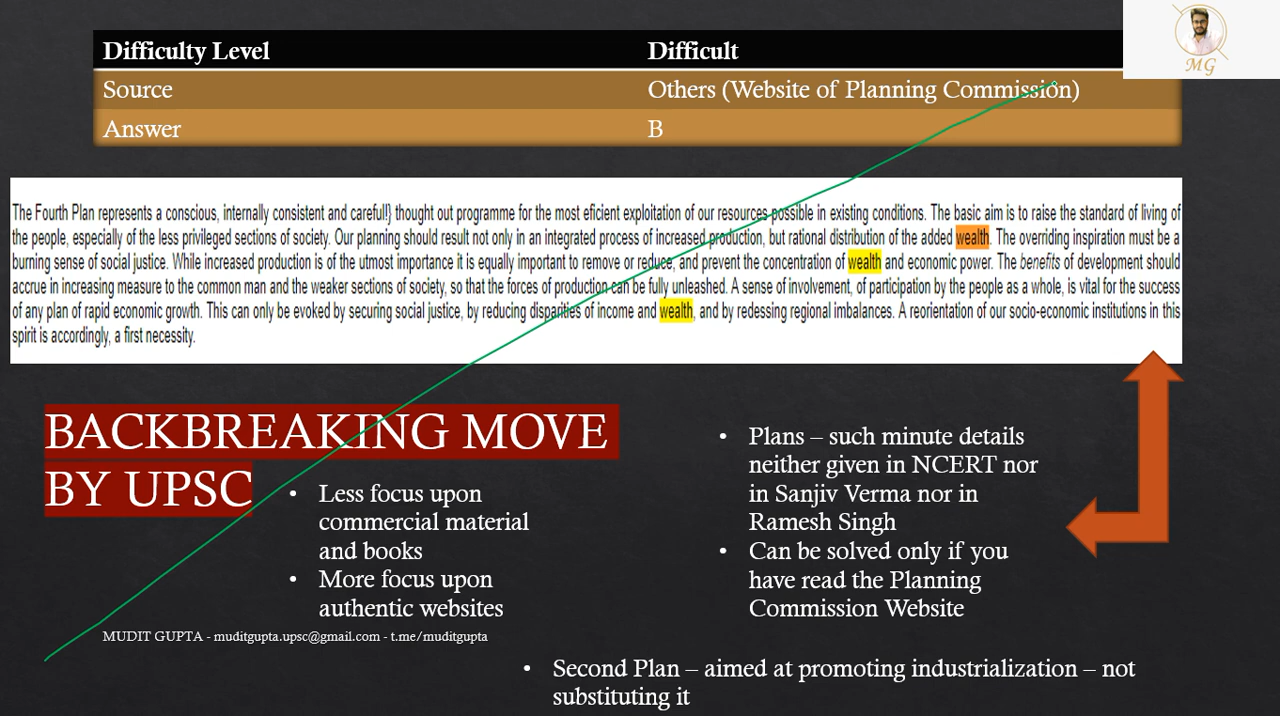 Difficulty Level Difficult
Source Others (Website of Planning Commission)
Answer B
MG
The Fourth Plan represents a conscious, internally consistent and careful!} thought out programme for the most eficient exploitation of our resources possible in existing conditions. The basic aim is to raise the standard of living of
the people, especially of the less privileged sections of society. Our planning should result not only in an integrated process of increased production, but rational distribution of the added wealth. The overriding inspiration must be a
burning sense of social justice. While increased production is of the utmost importance it is equally important to remove or reduce, and prevent the concentration of wealth and economic power. The benefits of development should
accrue in increasing measure to the common man and the weaker sections of society, so that the forces of production can be fully unleashed. A sense of involvement, of participation by the people as a whole, is vital for the success
of any plan of rapid economic growth. This can only be evoked by securing social justice, by reducing disparities of income and wealth, and by redessing regional imbalances. A reorientation of our socio-economic institutions in this
spirit is accordingly, a first necessity.
BACKBREAKING MOVE
BY UPSC
• Less focus upon
commercial material
and books
• More focus upon
authentic websites
• Plans – such minute details
neither given in NCERT nor
in Sanjiv Verma nor in
Ramesh Singh
• Can be solved only if you
have read the Planning
Commission Website
MUDIT GUPTA - muditgupta.upsc@gmail.com - t.me/muditgupta
• Second Plan – aimed at promoting industrialization – not
substituting it